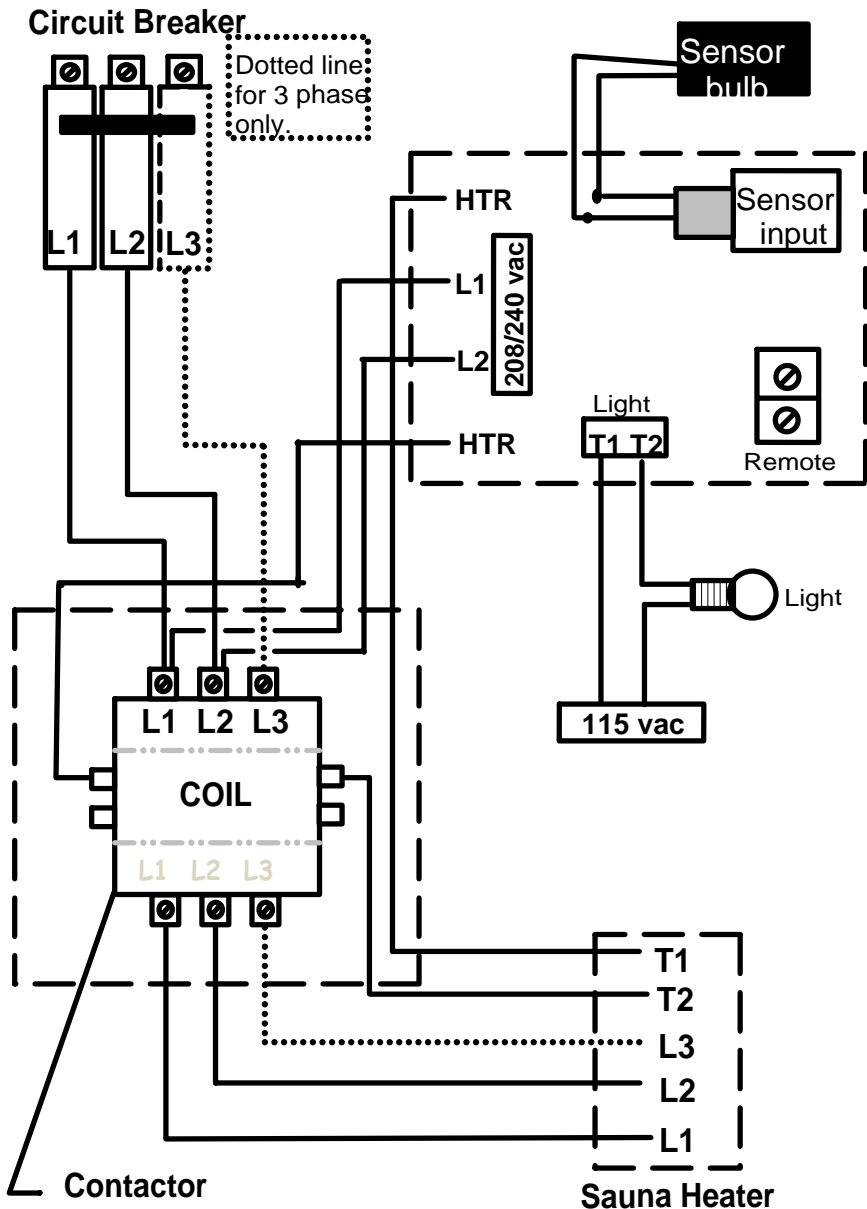 Circuit Breaker
Dotted line
for 3 phase
only.
L1
L2
L3
Sensor
bulb
HTR
Sensor
input
L1
208/240 vac
L2
HTR
Light
T1 T2
Remote
Light
115 vac
L1 L2 L3
COIL
L1 L2 L3
T1
T2
L3
L2
L1
Contactor
Sauna Heater